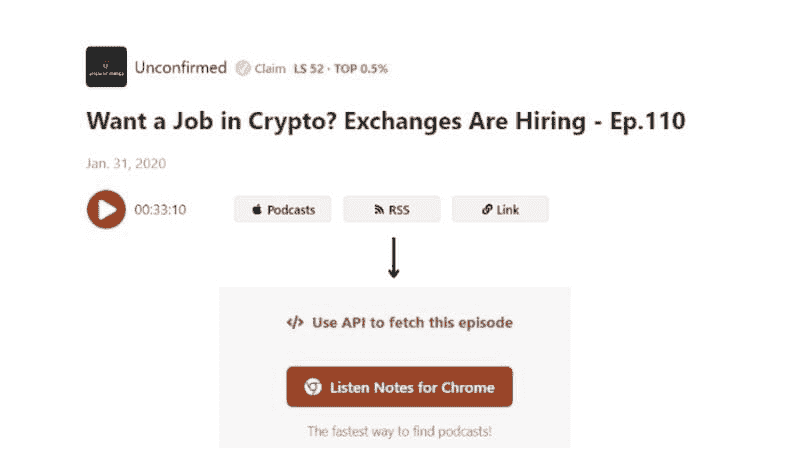 Unconfirmed Claim LS 52 · TOP 0.5%
Want a Job in Crypto? Exchanges Are Hiring - Ep.110
Jan. 31, 2020
00:33:10 Podcasts RSS Link
</> Use API to fetch this episode
Listen Notes for Chrome
The fastest way to find podcasts!